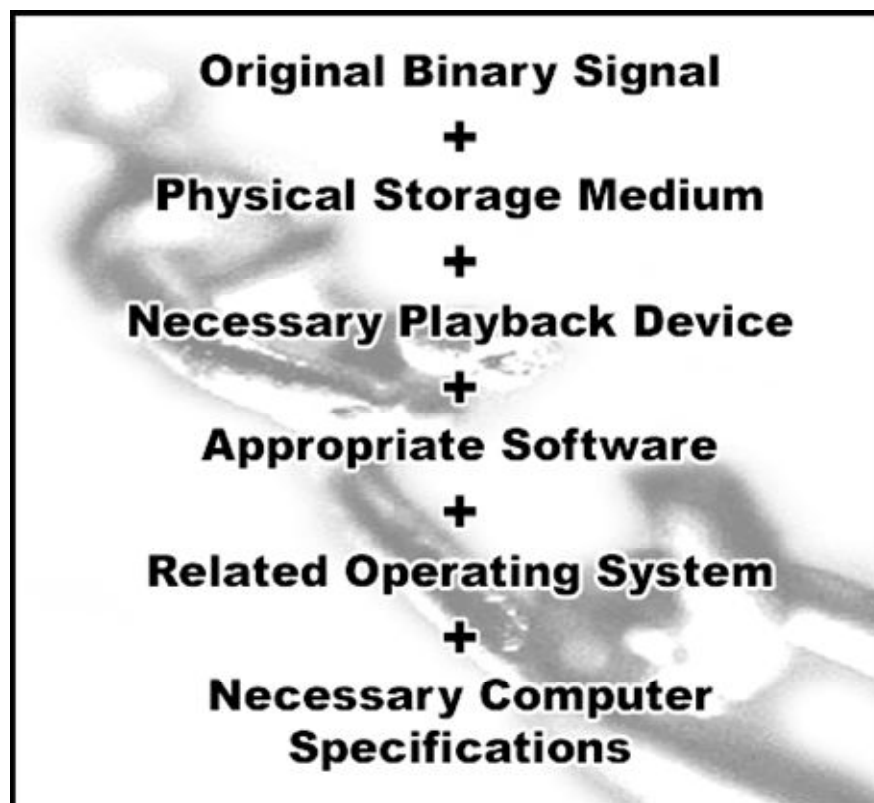 Original Binary Signal
+
Physical Storage Medium
+
Necessary Playback Device
+
Appropriate Software
+
Related Operating System
+
Necessary Computer
Specifications